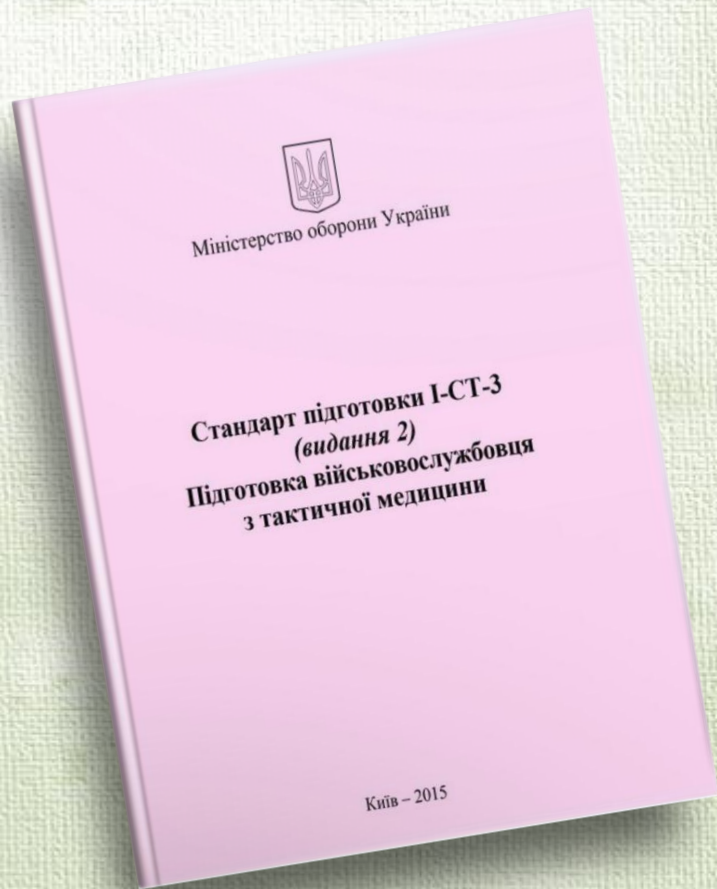 Міністерство оборони України
Стандарт підготовки І-СТ-3
(видання 2)
Підготовка військовослужбовця
з тактичної медицини
Київ – 2015